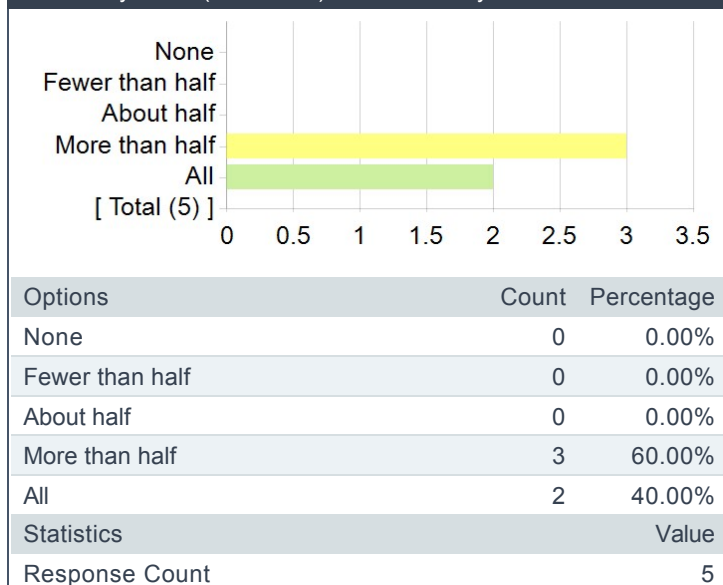 None
Fewer than half
About half
More than half
All
[ Total (5) ]
0 0.5 1 1.5 2 2.5 3 3.5
Options Count Percentage
None 0 0.00%
Fewer than half 0 0.00%
About half 0 0.00%
More than half 3 60.00%
All 2 40.00%
Statistics Value
Response Count 5